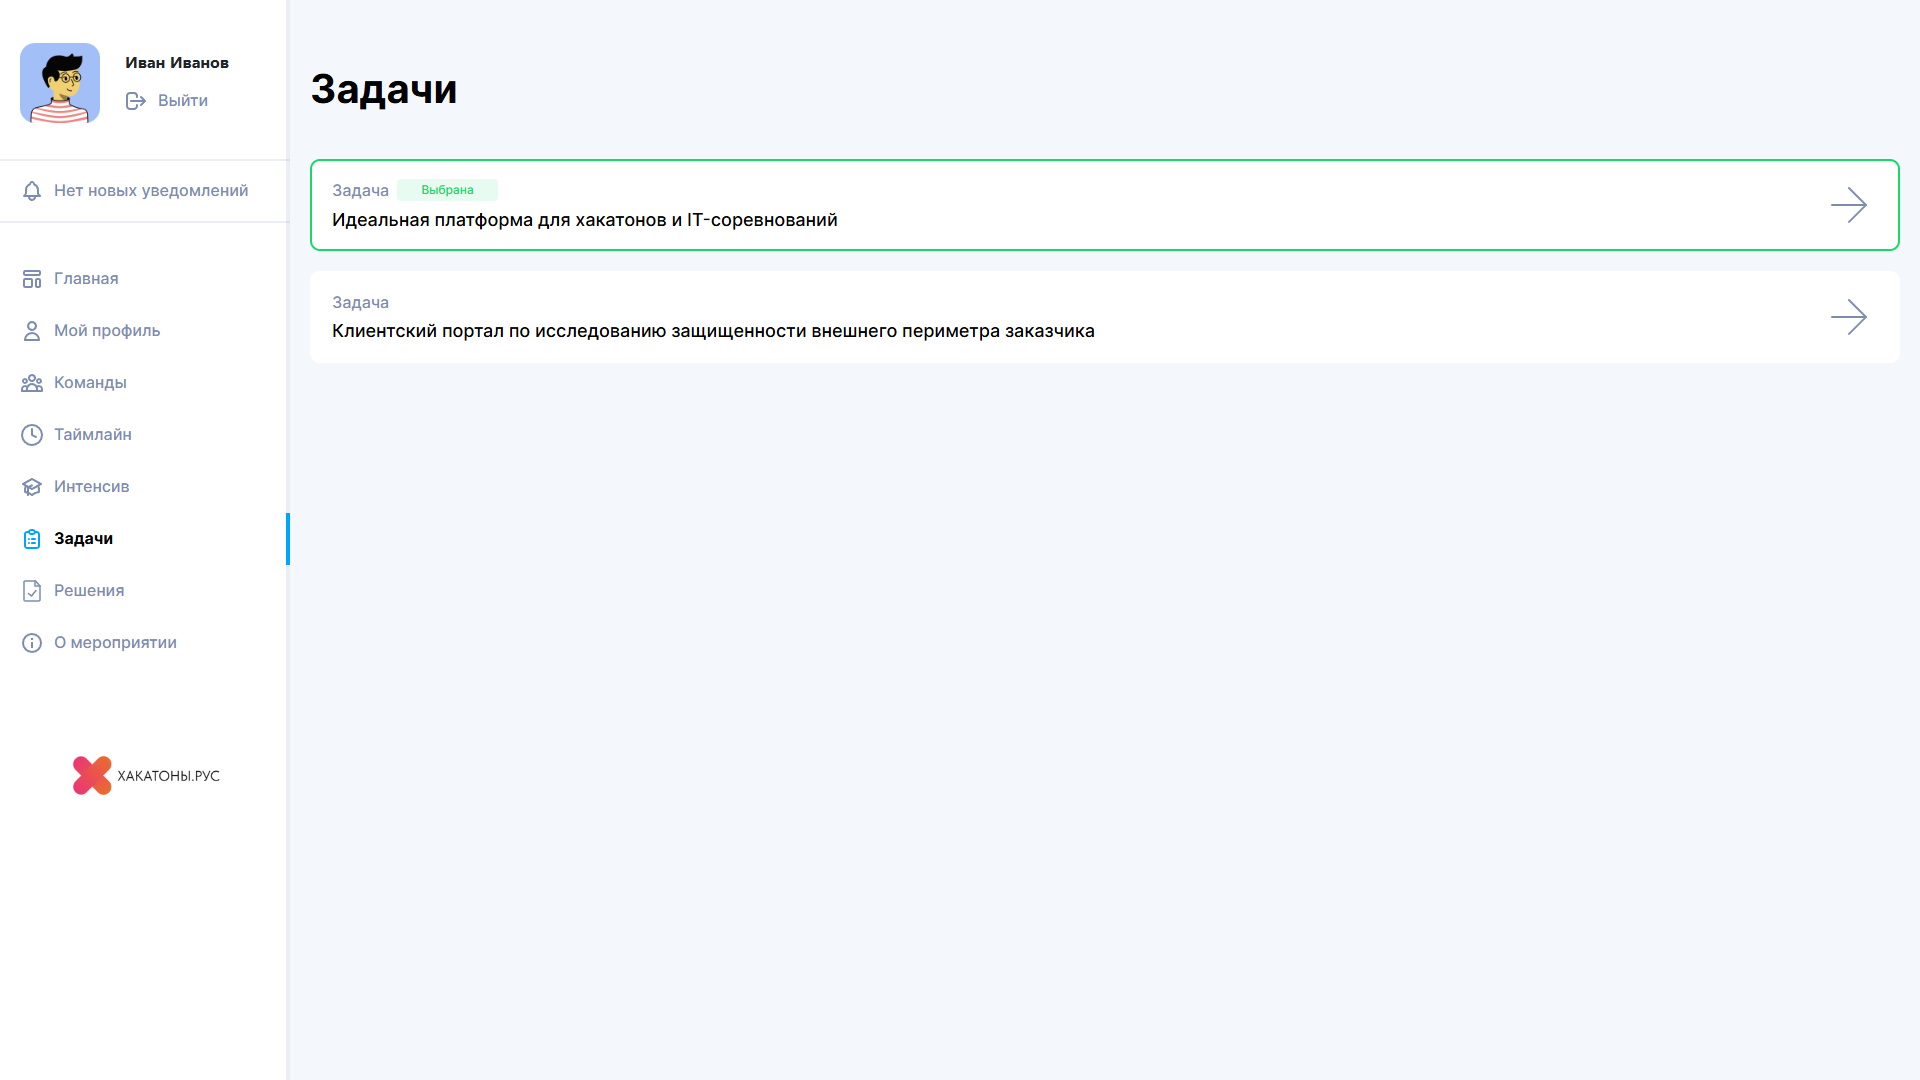 Иван Иванов
Выйти
Нет новых уведомлений
Главная
Мой профиль
Команды
Таймлайн
Интенсив
Задачи
Решения
О мероприятии
ХАКАТОНЫ.РУС
Задачи
Задача Выбрана
Идеальная платформа для хакатонов и IT-соревнований
Задача
Клиентский портал по исследованию защищенности внешнего периметра заказчика